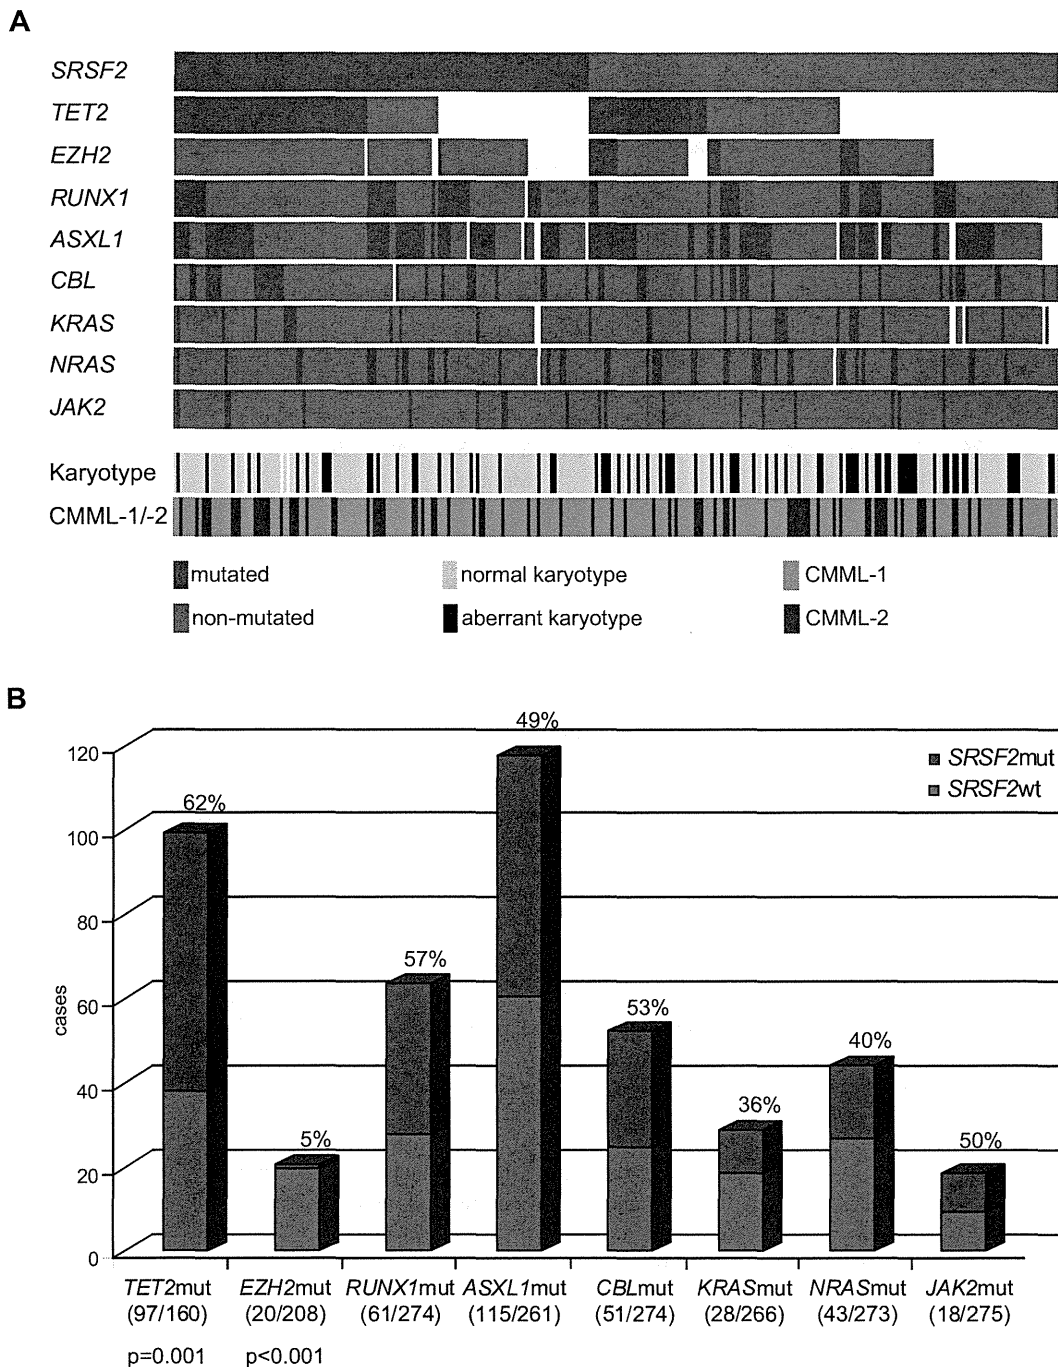 A
SRSF2
TET2
EZH2
RUNX1
ASXL1
CBL
KRAS
NRAS
JAK2
Karyotype
CMML-1/-2
mutated normal karyotype CMML-1
non-mutated aberrant karyotype CMML-2
B
120
100
80
60
40
20
0
cases
62%
5%
57%
49%
53%
36%
40%
50%
SRSF2mut
SRSF2wt
TET2mut EZH2mut RUNX1mut ASXL1mut CBLmut KRASmut NRASmut JAK2mut
(97/160) (20/208) (61/274) (115/261) (51/274) (28/266) (43/273) (18/275)
p=0.001 p<0.001